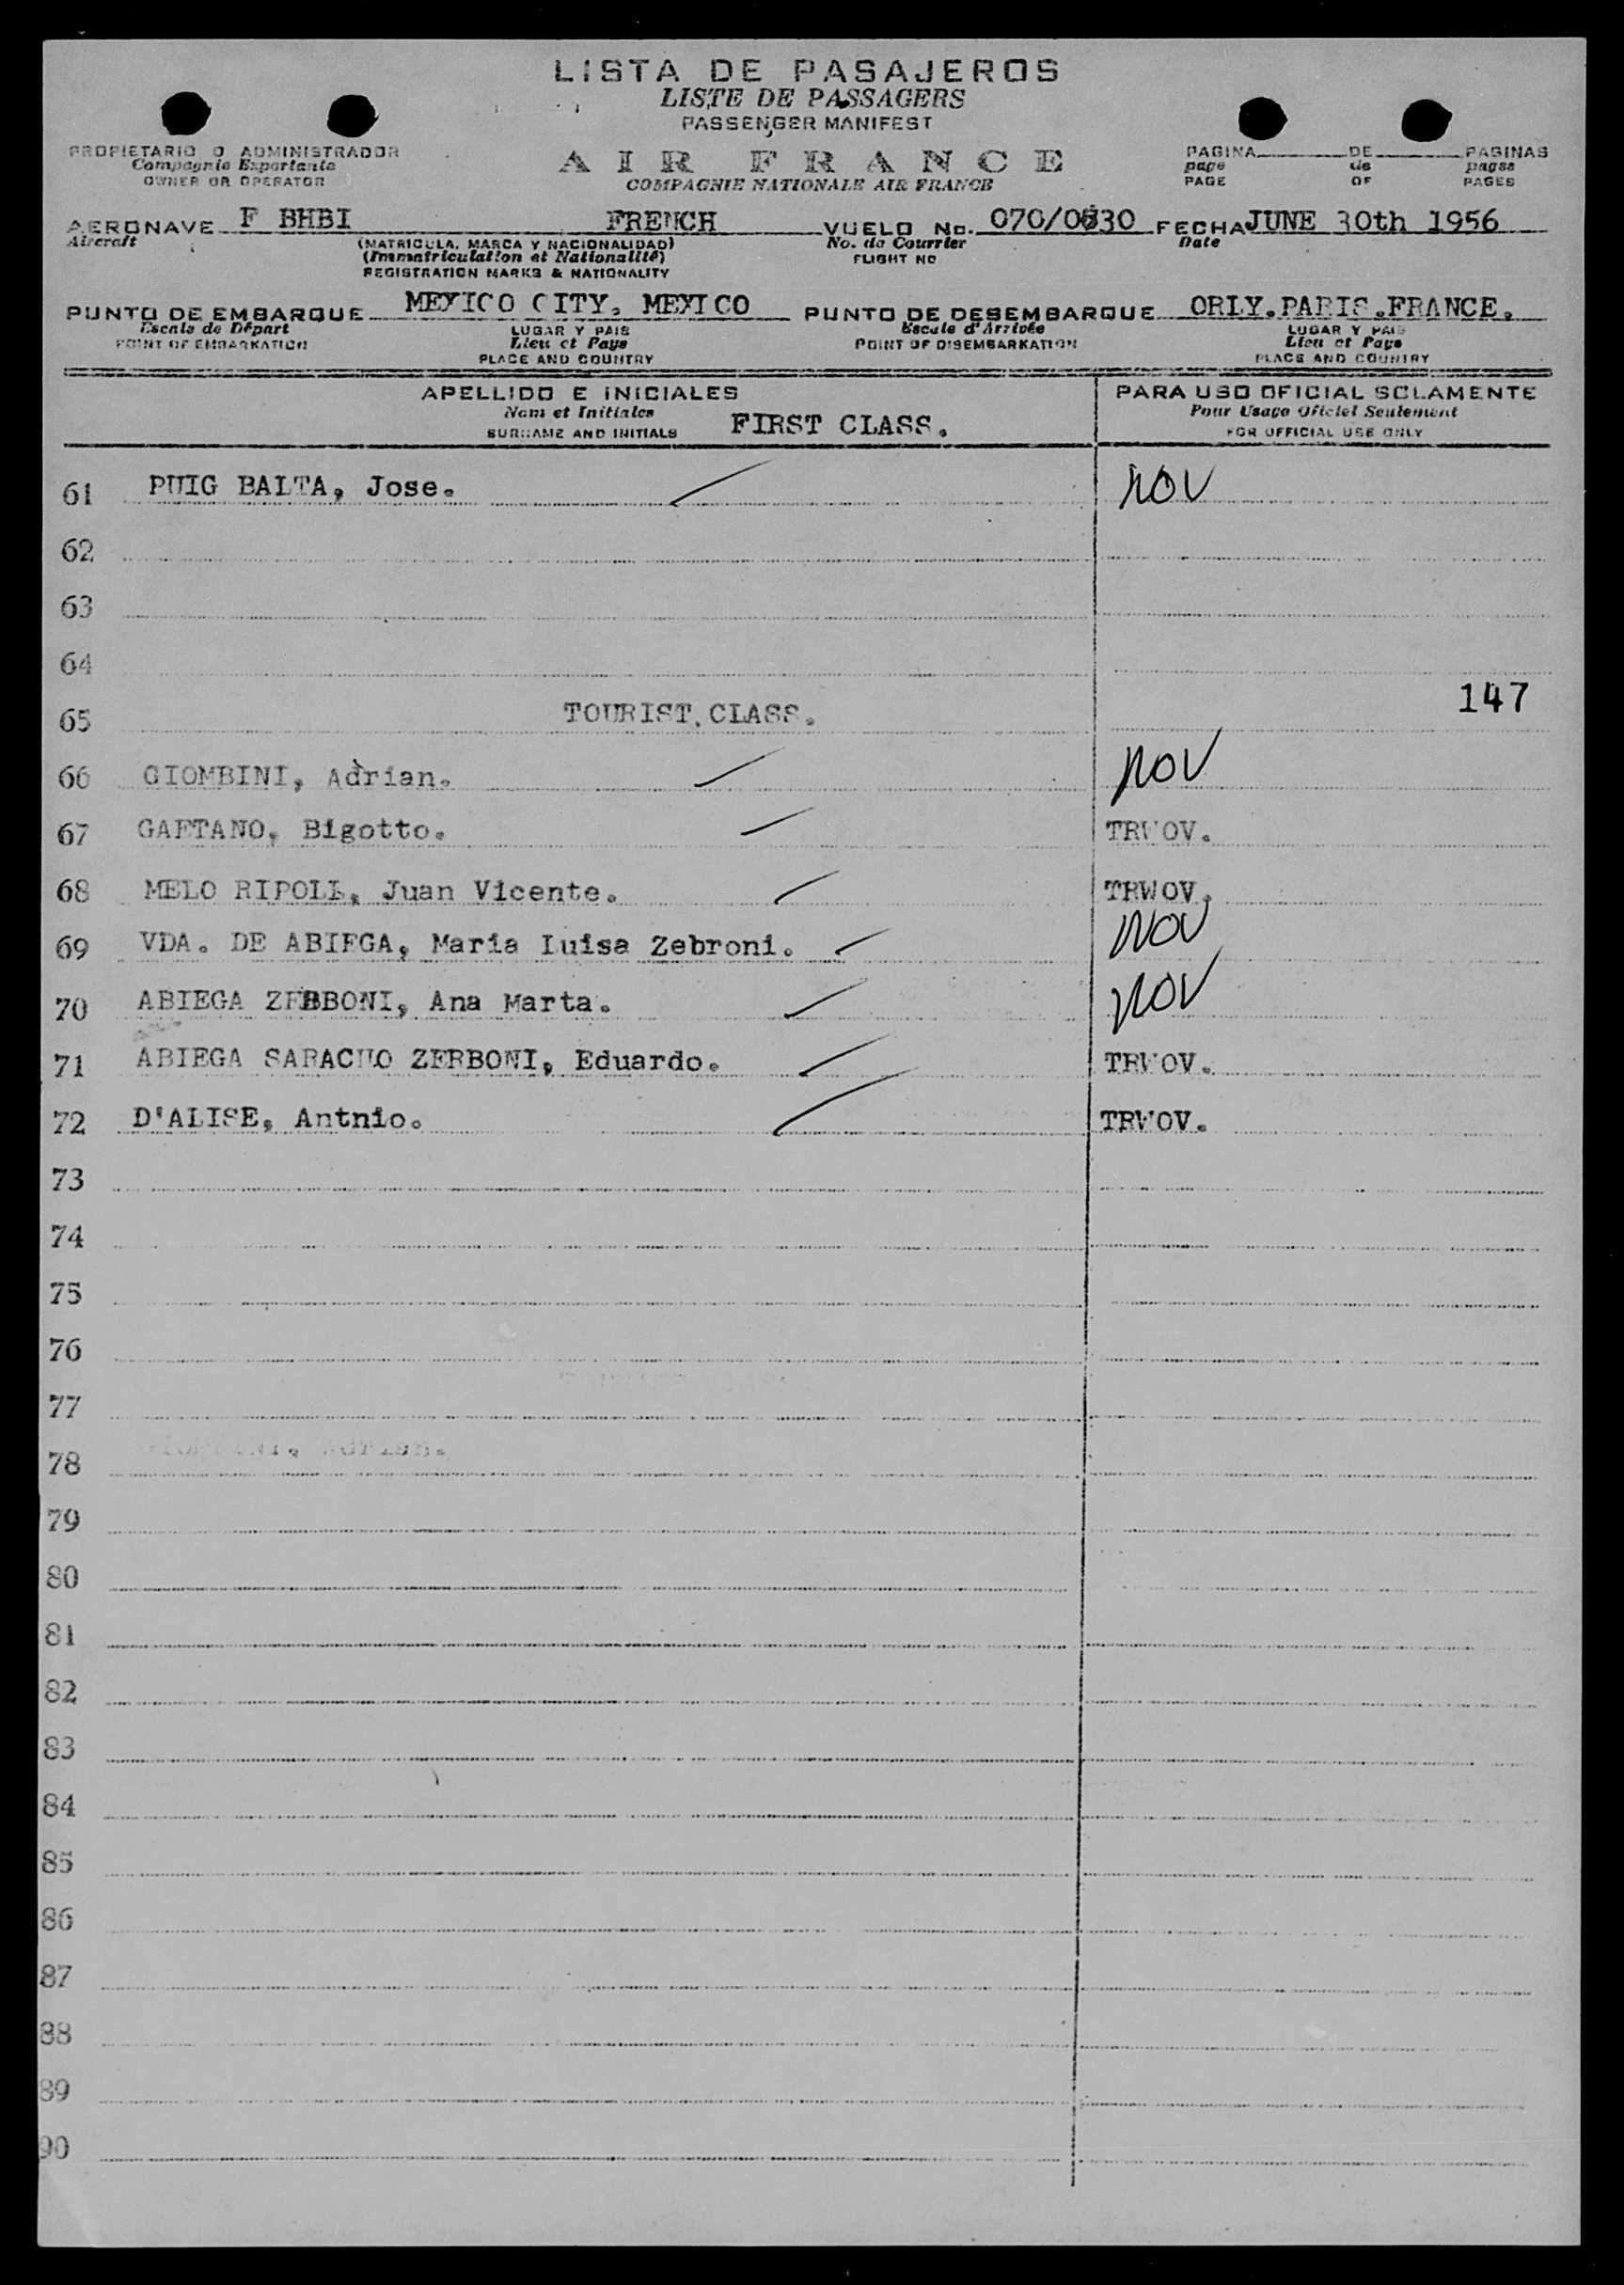 LISTA DE PASAJEROS
LISTE DE PASSAGERS
PASSENGER MANIFEST
PROPIETARIO O ADMINISTRADOR
Compagnie Exportante
OWNER OR OPERATOR
AIR FRANCE
COMPAGNIE NATIONALE AIR FRANCE
PAGINA DE PAGINAS
page de pages
PAGE OF PAGES
AERONAVE F BHBI FRENCH VUELO No. 070/0630 FECHA JUNE 30th 1956
Aircraft (MATRICULA, MARCA Y NACIONALIDAD) No. du Courrier Date
(Immatriculation et Nationalité) FLIGHT NO
REGISTRATION MARKS & NATIONALITY
PUNTO DE EMBARQUE MEXICO CITY. MEXICO PUNTO DE DESEMBARQUE ORLY.PARIS.FRANCE.
Escale de Départ LUGAR Y PAIS Escale d'Arrivée LUGAR Y PAIS
POINT OF EMBARKATION Lieu et Pays POINT OF DISEMBARKATION Lieu et Pays
PLACE AND COUNTRY PLACE AND COUNTRY
APELLIDO E INICIALES PARA USO OFICIAL SOLAMENTE
Nom et Initiales Pour Usage Oficiel Seulement
SURNAME AND INITIALS FIRST CLASS. FOR OFFICIAL USE ONLY
61 PUIG BALTA, Jose. NOV
62
63
64
147
65 TOURIST CLASS.
66 GIOMBINI, Adrian. NOV
67 GAETANO, Bigotto. TRWOV.
68 MELO RIPOLL, Juan Vicente. TRWOV.
69 VDA. DE ABIEGA, Maria Luisa Zebroni. NOV
70 ABIEGA ZEBBONI, Ana Marta. NOV
71 ABIEGA SARACHO ZERBONI, Eduardo. TRWOV.
72 D'ALISE, Antnio. TRWOV.
73
74
75
76
77
78
79
80
81
82
83
84
85
86
87
88
89
90